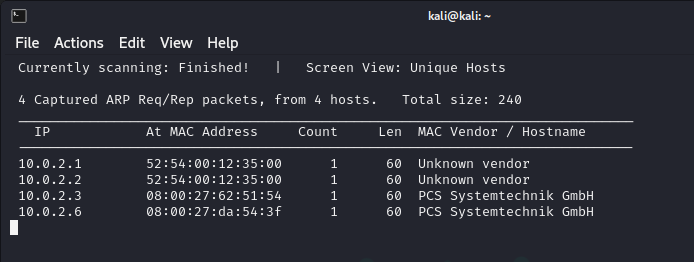 kali@kali: ~
File Actions Edit View Help
Currently scanning: Finished! | Screen View: Unique Hosts
4 Captured ARP Req/Rep packets, from 4 hosts. Total size: 240
IP At MAC Address Count Len MAC Vendor / Hostname
10.0.2.1 52:54:00:12:35:00 1 60 Unknown vendor
10.0.2.2 52:54:00:12:35:00 1 60 Unknown vendor
10.0.2.3 08:00:27:62:51:54 1 60 PCS Systemtechnik GmbH
10.0.2.6 08:00:27:da:54:3f 1 60 PCS Systemtechnik GmbH